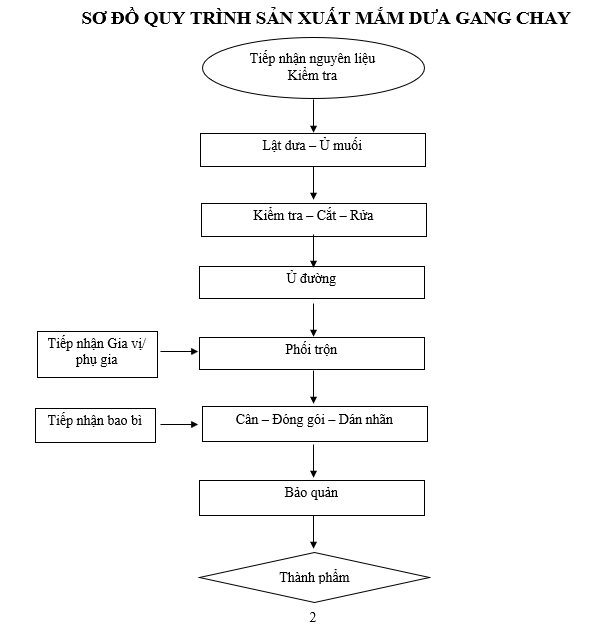 SƠ ĐỒ QUY TRÌNH SẢN XUẤT MẮM DƯA GANG CHAY
Tiếp nhận nguyên liệu
Kiểm tra
Lật dưa – Ủ muối
Kiểm tra – Cắt – Rửa
Ủ đường
Tiếp nhận Gia vị/
phụ gia
Phối trộn
Tiếp nhận bao bì
Cân – Đóng gói – Dán nhãn
Bảo quản
Thành phẩm
2